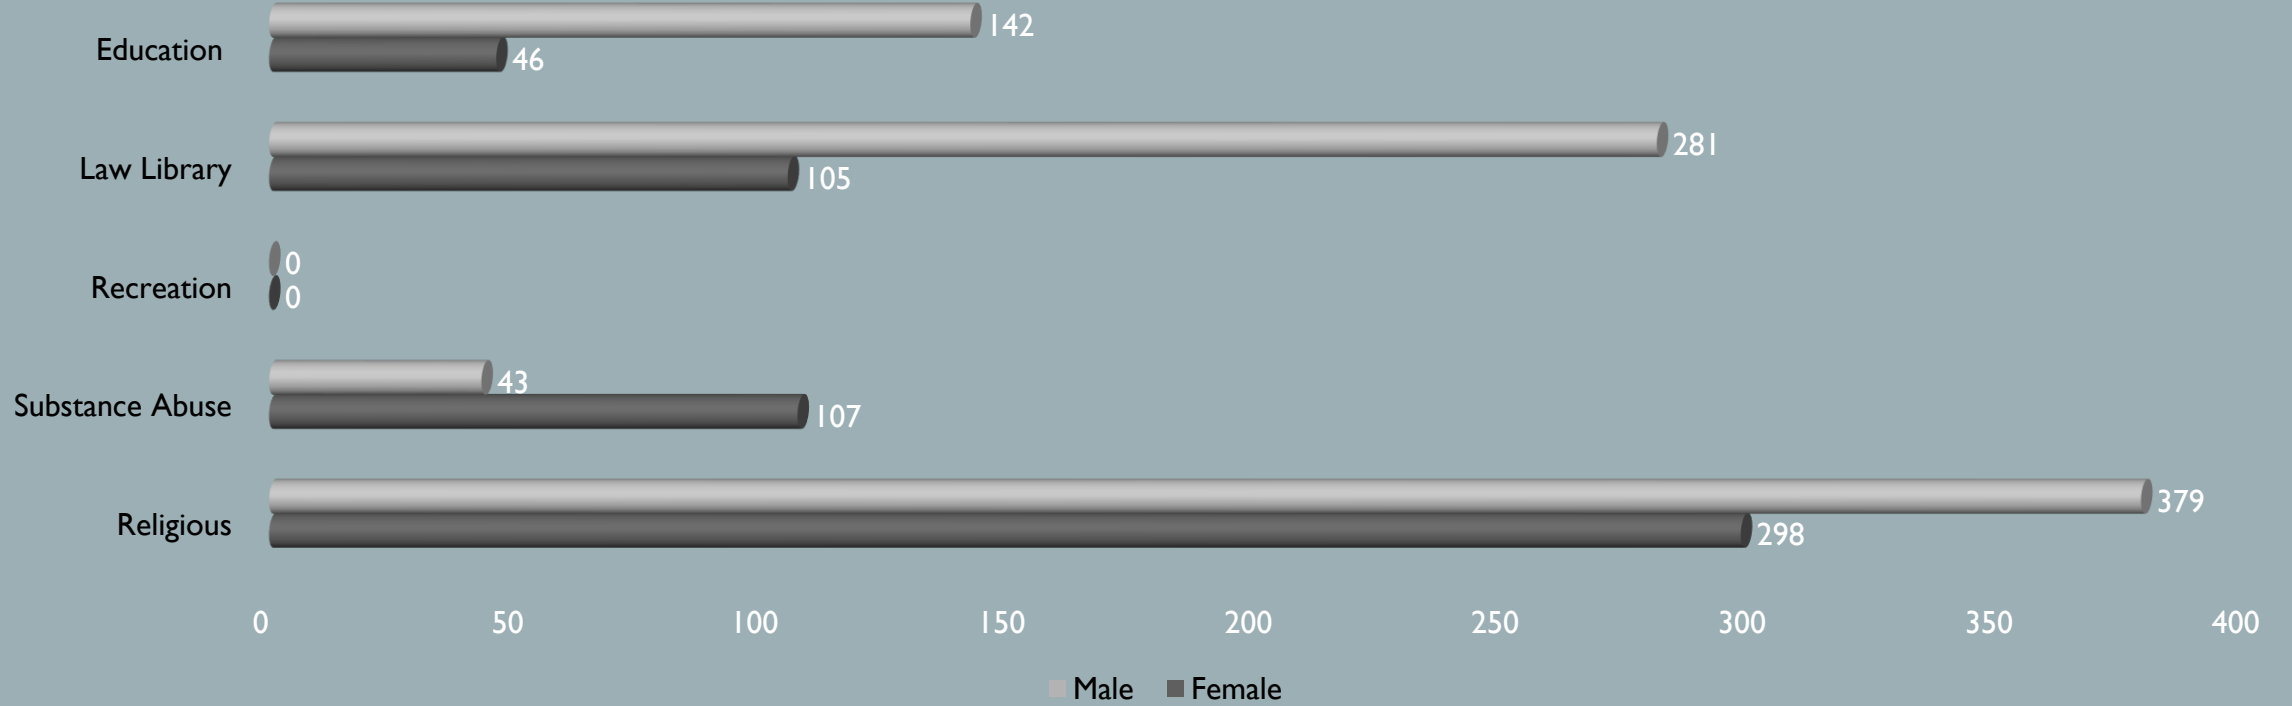 Education
142
46
Law Library
281
105
Recreation
0
0
Substance Abuse
43
107
Religious
379
298
0 50 100 150 200 250 300 350 400
Male Female